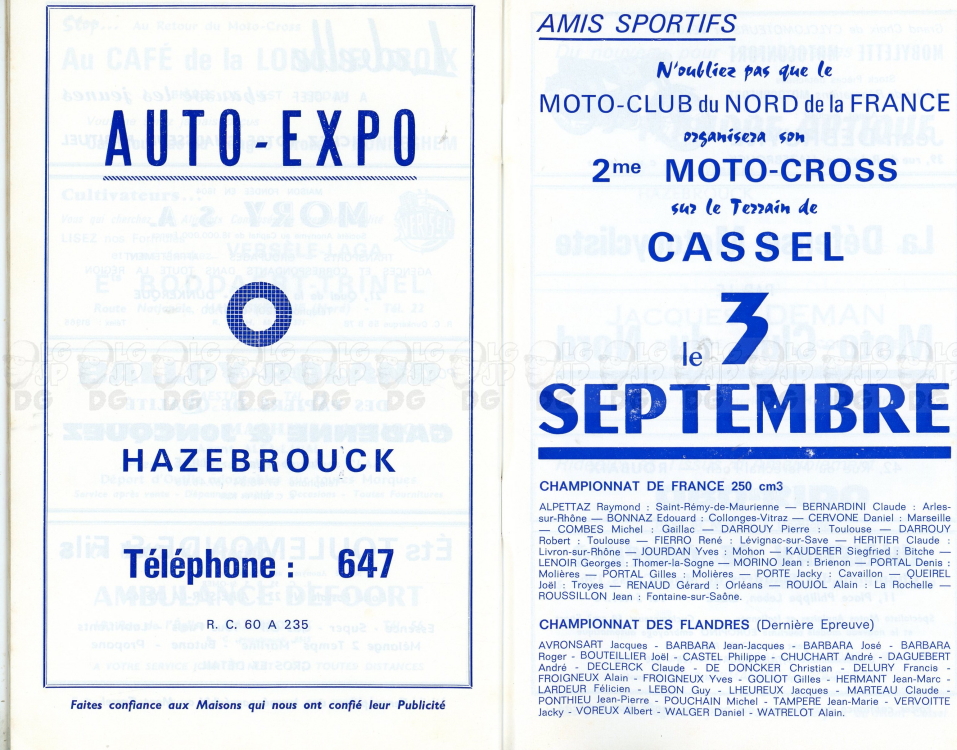 AUTO-EXPO
HAZEBROUCK
Téléphone : 647
R. C. 60 A 235
Faites confiance aux Maisons qui nous ont confié leur Publicité
AMIS SPORTIFS
N'oubliez pas que le
MOTO-CLUB du NORD de la FRANCE
organisera son
2me MOTO-CROSS
sur le Terrain de
CASSEL
le 3
SEPTEMBRE
CHAMPIONNAT DE FRANCE 250 cm3
ALPETTAZ Raymond : Saint-Rémy-de-Maurienne — BERNARDINI Claude : Arles-
sur-Rhône — BONNAZ Edouard : Collonges-Vitraz — CERVONE Daniel : Marseille
— COMBES Michel : Gaillac — DARROUY Pierre : Toulouse — DARROUY
Robert : Toulouse — FIERRO René : Lévignac-sur-Save — HERITIER Claude :
Livron-sur-Rhône — JOURDAN Yves : Mohon — KAUDERER Siegfried : Bitche —
LENOIR Georges : Thomer-la-Sogne — MORINO Jean : Brienon — PORTAL Denis :
Molières — PORTAL Gilles : Molières — PORTE Jacky : Cavaillon — QUEIREL
Joël : Troyes — RENAUD Gérard : Orléans — ROUJOL Alain : La Rochelle —
ROUSSILLON Jean : Fontaine-sur-Saône.
CHAMPIONNAT DES FLANDRES (Dernière Epreuve)
AVRONSART Jacques - BARBARA Jean-Jacques - BARBARA José - BARBARA
Roger - BOUTEILLIER Joël - CASTEL Philippe - CHUCHART André - DAGUEBERT
André - DECLERCK Claude - DE DONCKER Christian - DELURY Francis -
FROIGNEUX Alain - FROIGNEUX Yves - GOLIOT Gilles - HERMANT Jean-Marc -
LARDEUR Félicien - LEBON Guy - LHEUREUX Jacques - MARTEAU Claude -
PONTHIEU Jean-Pierre - POUCHAIN Michel - TAMPERE Jean-Marie - VERVOITTE
Jacky - VOREUX Albert - WALGER Daniel - WATRELOT Alain.